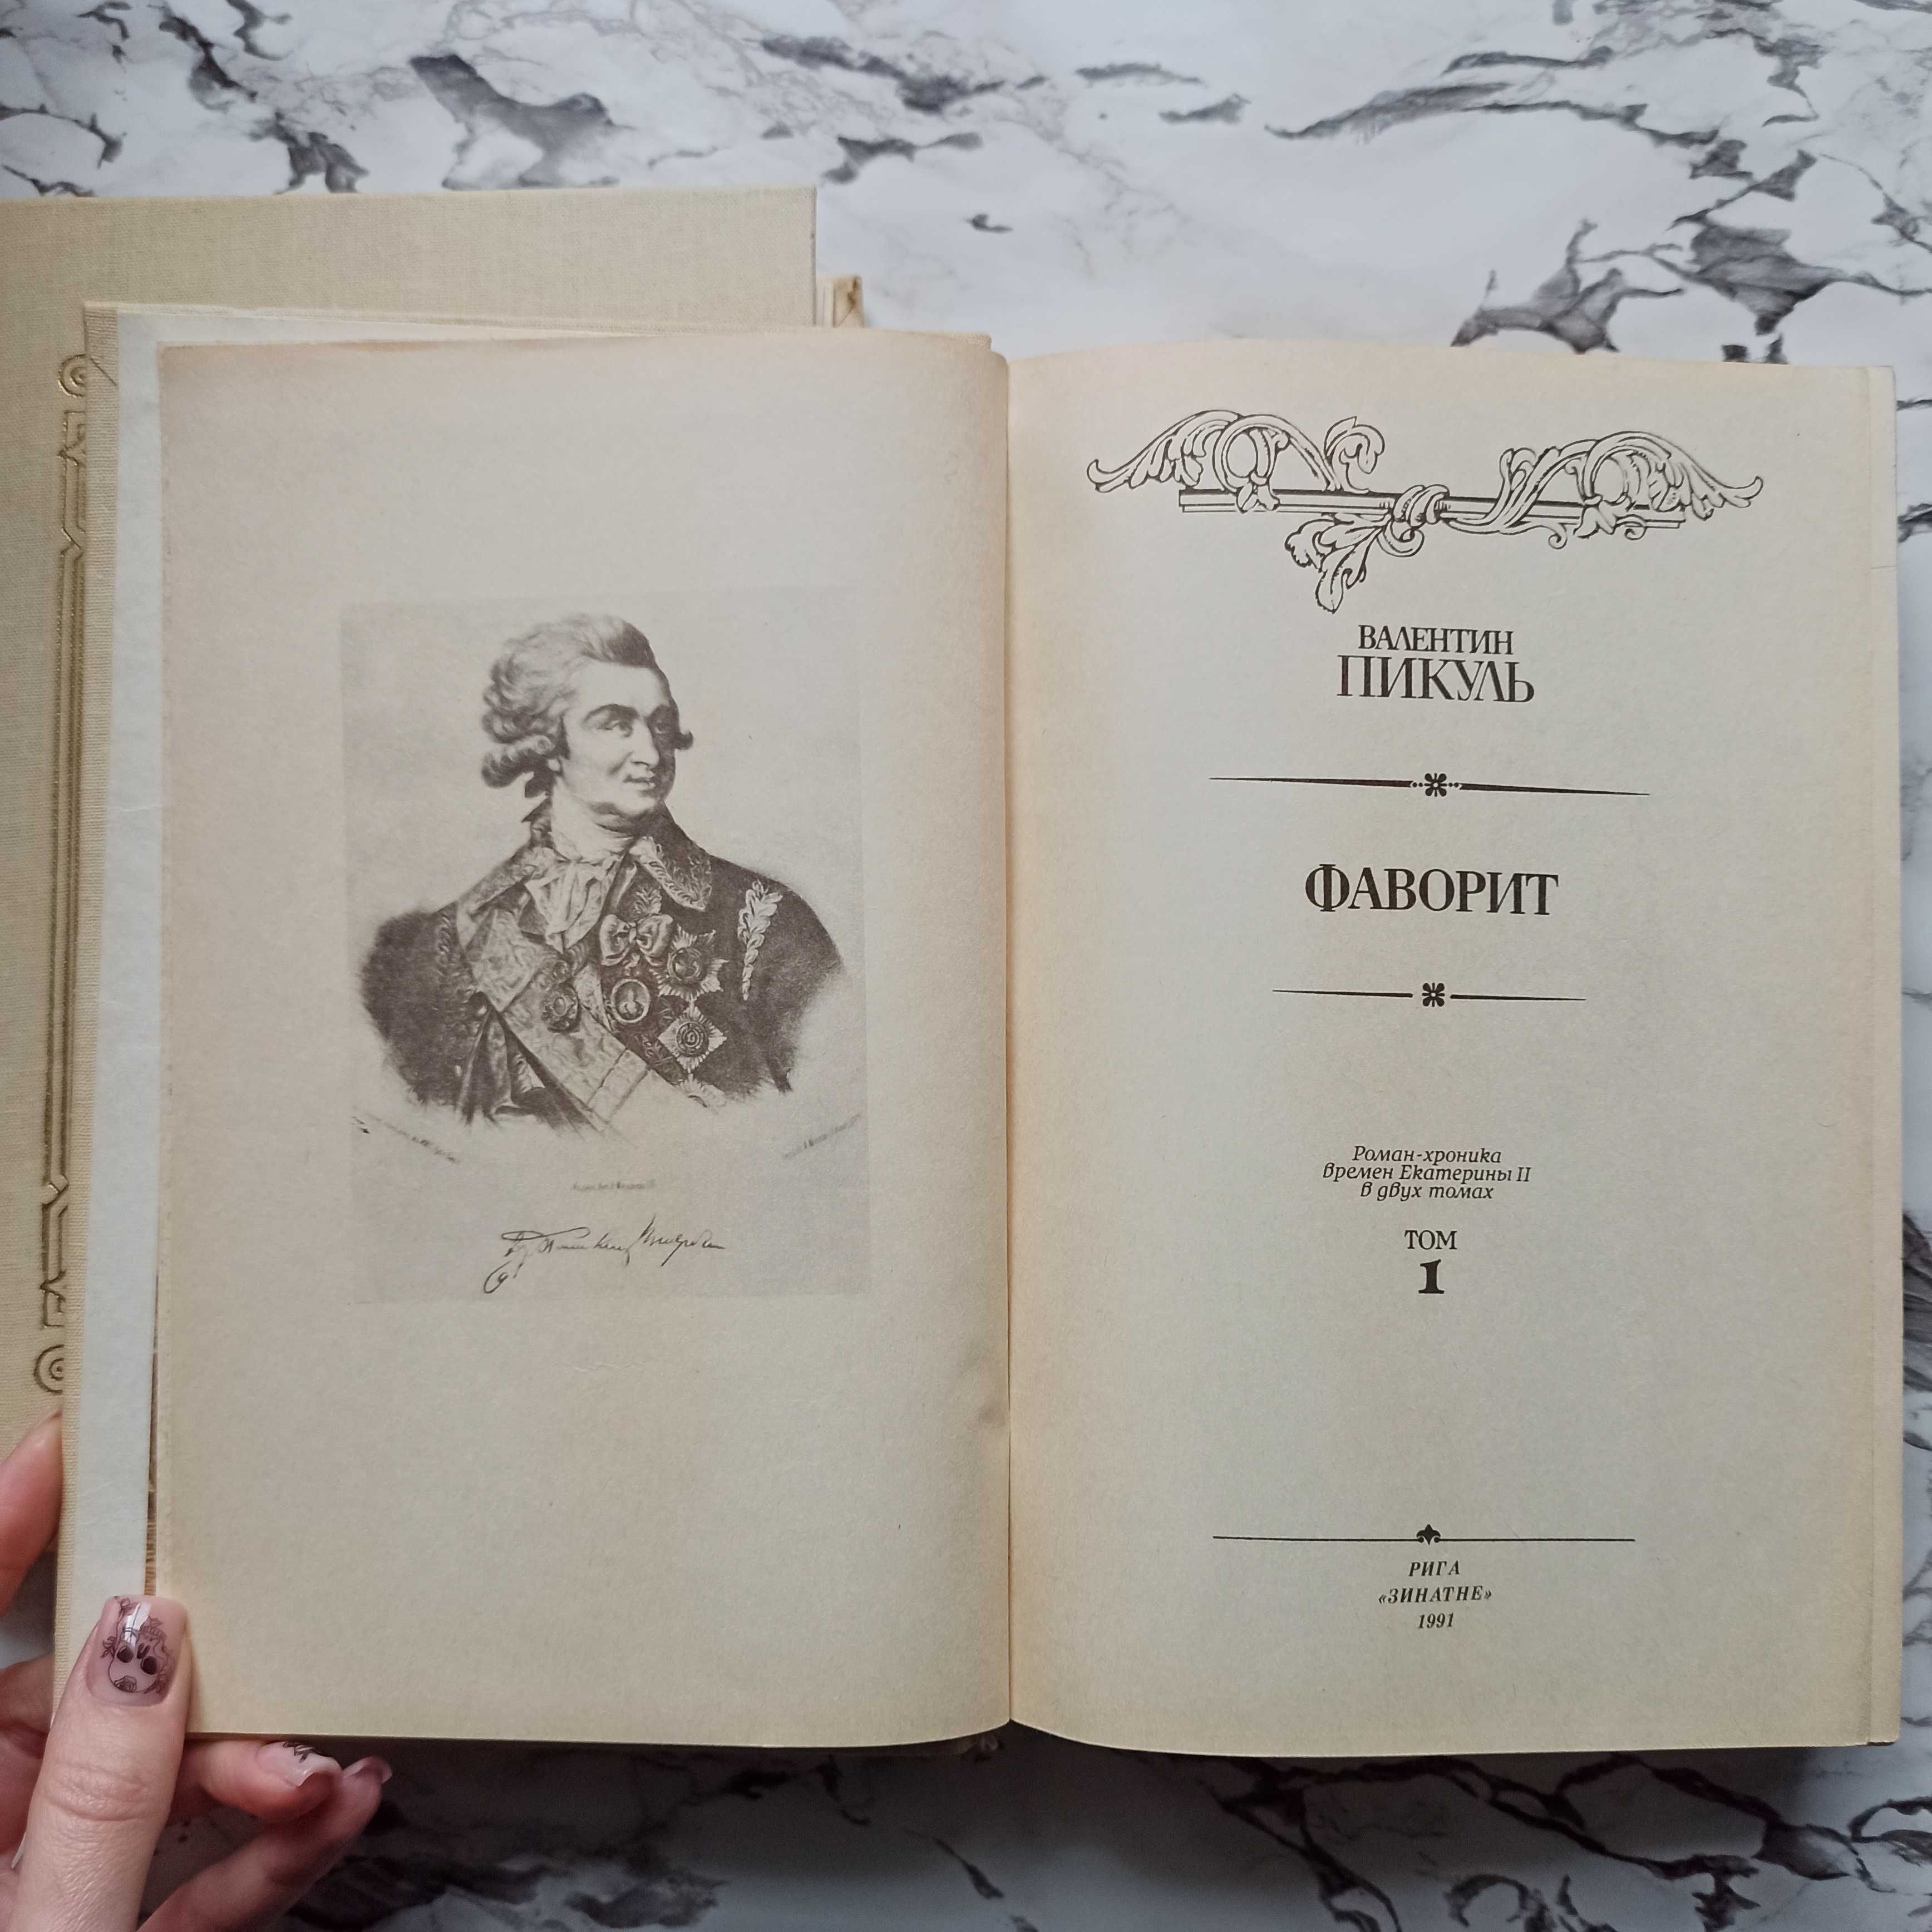 ВАЛЕНТИН
ПИКУЛЬ
ФАВОРИТ
Роман-хроника
времен Екатерины II
в двух томах
ТОМ
1
РИГА
«ЗИНАТНЕ»
1991